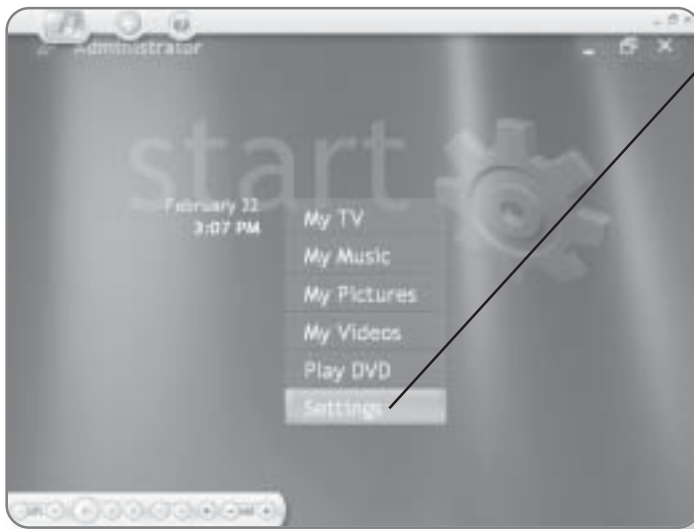 Administrator
start
February 22
3:07 PM
My TV
My Music
My Pictures
My Videos
Play DVD
Settings